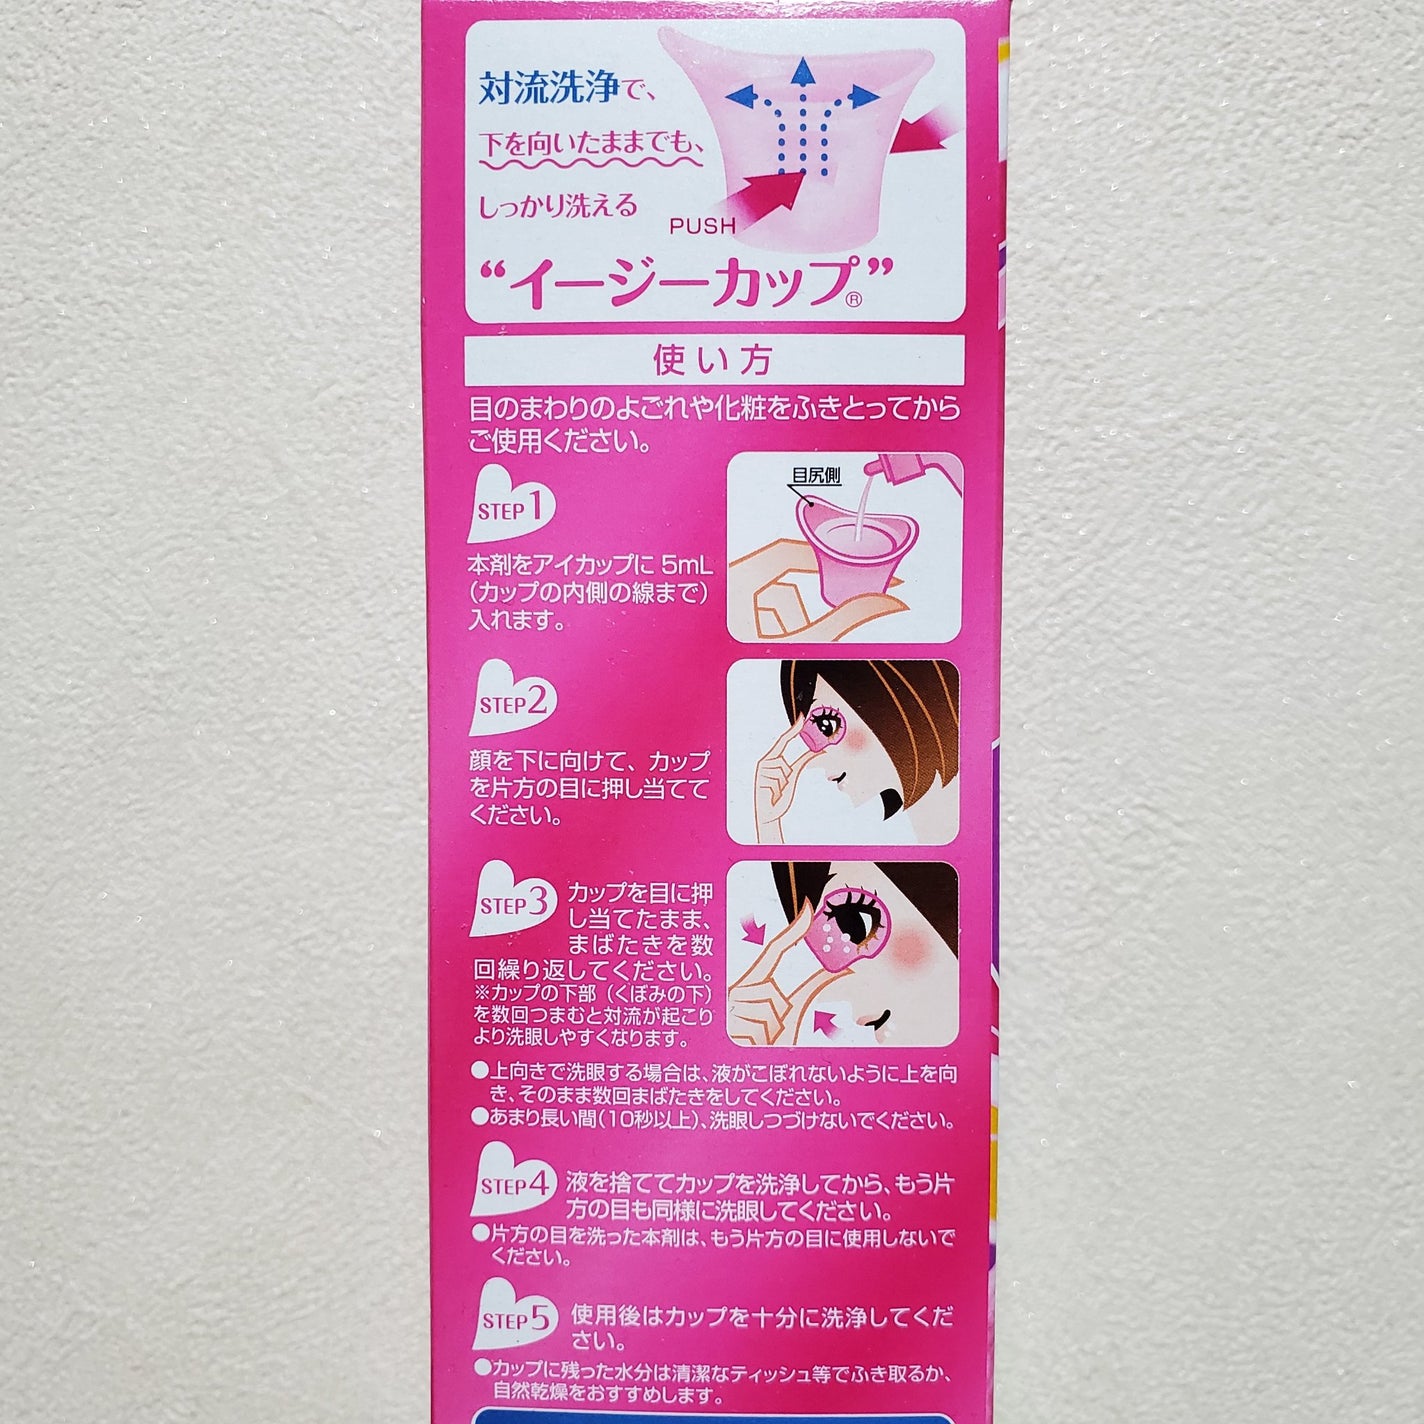 対流洗浄で、
下を向いたままでも、
しっかり洗える
PUSH
“イージーカップ®”
使い方
目のまわりのよごれや化粧をふきとってから
ご使用ください。
目尻側
STEP1
本剤をアイカップに 5mL
（カップの内側の線まで）
入れます。
STEP2
顔を下に向けて、カップ
を片方の目に押し当てて
ください。
STEP3
カップを目に押
し当てたまま、
まばたきを数
回繰り返してください。
※カップの下部（くぼみの下）
を数回つまむと対流が起こり
より洗眼しやすくなります。
●上向きで洗眼する場合は、液がこぼれないように上を向
き、そのまま数回まばたきをしてください。
●あまり長い間（10秒以上）、洗眼しつづけないでください。
STEP4
液を捨ててカップを洗浄してから、もう片
方の目も同様に洗眼してください。
●片方の目を洗った本剤は、もう片方の目に使用しないで
ください。
STEP5
使用後はカップを十分に洗浄してくだ
さい。
●カップに残った水分は清潔なティッシュ等でふき取るか、
自然乾燥をおすすめします。